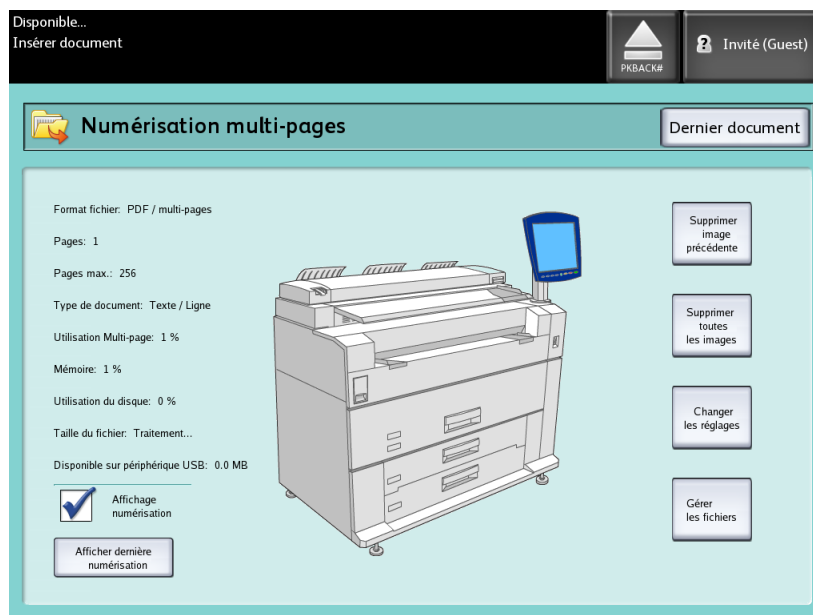 Disponible...
Insérer document
PKBACK#
Invité (Guest)
Numérisation multi-pages
Dernier document
Format fichier: PDF / multi-pages
Pages: 1
Pages max.: 256
Type de document: Texte / Ligne
Utilisation Multi-page: 1 %
Mémoire: 1 %
Utilisation du disque: 0 %
Taille du fichier: Traitement...
Disponible sur périphérique USB: 0.0 MB
Affichage
numérisation
Afficher dernière
numérisation
Supprimer
image
précédente
Supprimer
toutes
les images
Changer
les réglages
Gérer
les fichiers